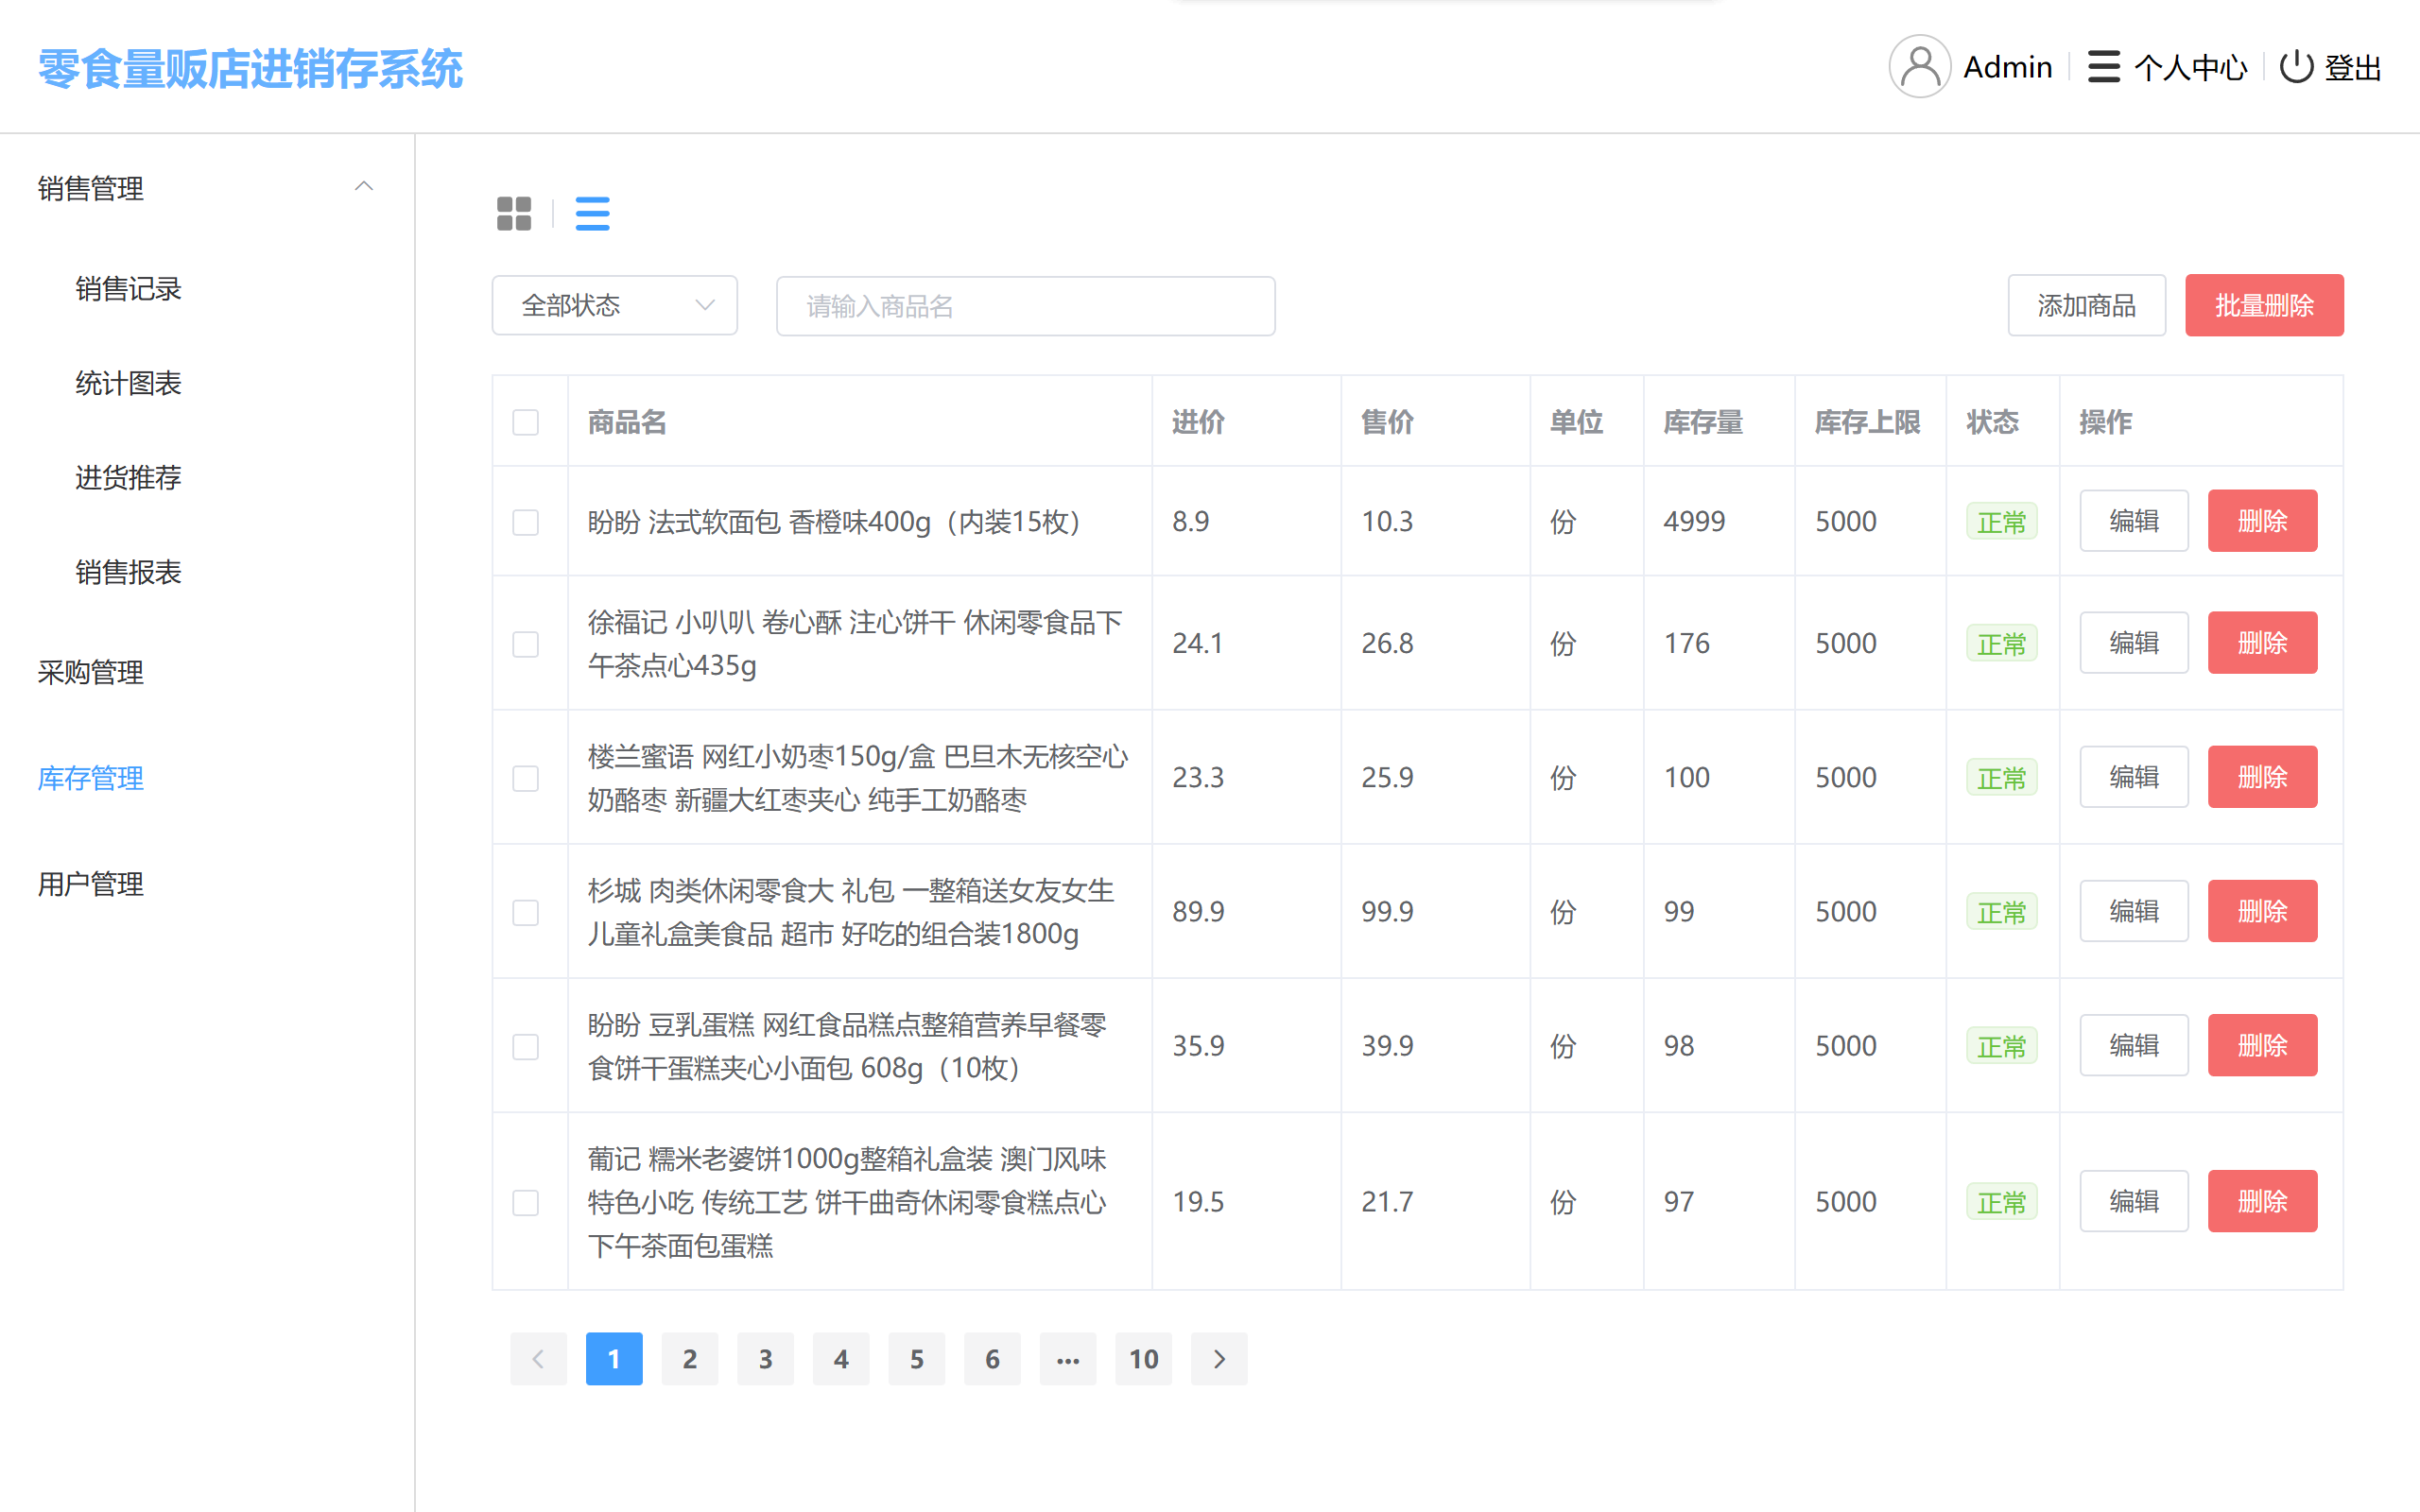 零食量贩店进销存系统
Admin
个人中心
登出
销售管理
销售记录
统计图表
进货推荐
销售报表
采购管理
库存管理
用户管理
全部状态
请输入商品名
添加商品
批量删除
商品名 进价 售价 单位 库存量 库存上限 状态 操作
盼盼 法式软面包 香橙味400g（内装15枚） 8.9 10.3 份 4999 5000 正常 编辑 删除
徐福记 小叭叭 卷心酥 注心饼干 休闲零食品下
午茶点心435g
24.1 26.8 份 176 5000 正常 编辑 删除
楼兰蜜语 网红小奶枣150g/盒 巴旦木无核空心
奶酪枣 新疆大红枣夹心 纯手工奶酪枣
23.3 25.9 份 100 5000 正常 编辑 删除
杉城 肉类休闲零食大 礼包 一整箱送女友女生
儿童礼盒美食品 超市 好吃的组合装1800g
89.9 99.9 份 99 5000 正常 编辑 删除
盼盼 豆乳蛋糕 网红食品糕点整箱营养早餐零
食饼干蛋糕夹心小面包 608g（10枚）
35.9 39.9 份 98 5000 正常 编辑 删除
葡记 糯米老婆饼1000g整箱礼盒装 澳门风味
特色小吃 传统工艺 饼干曲奇休闲零食糕点心
下午茶面包蛋糕
19.5 21.7 份 97 5000 正常 编辑 删除
1 2 3 4 5 6 ... 10